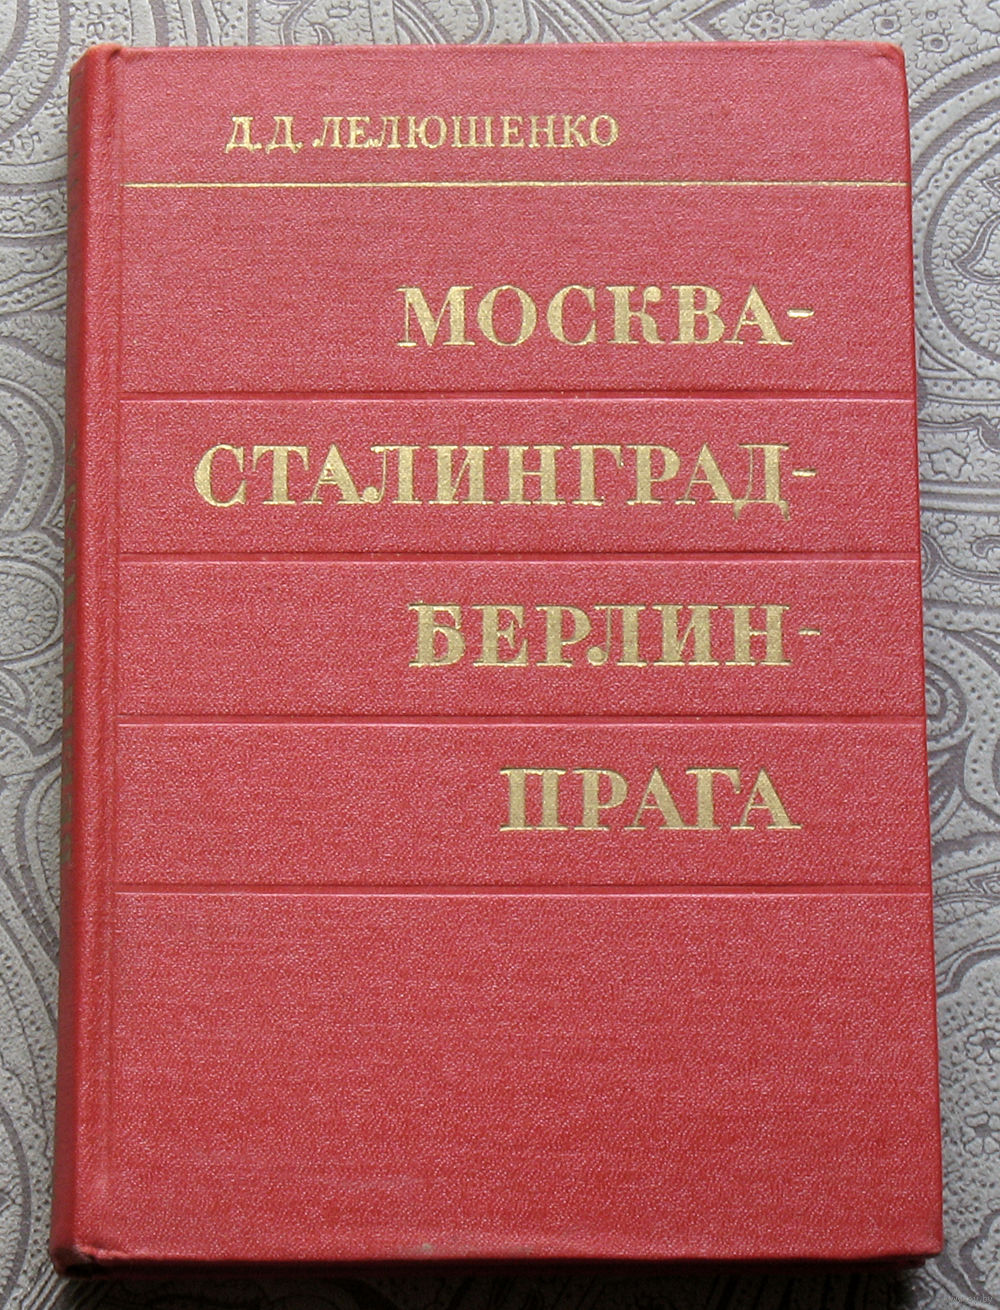 Д.Д. ЛЕЛЮШЕНКО
МОСКВА-
СТАЛИНГРАД-
БЕРЛИН-
ПРАГА